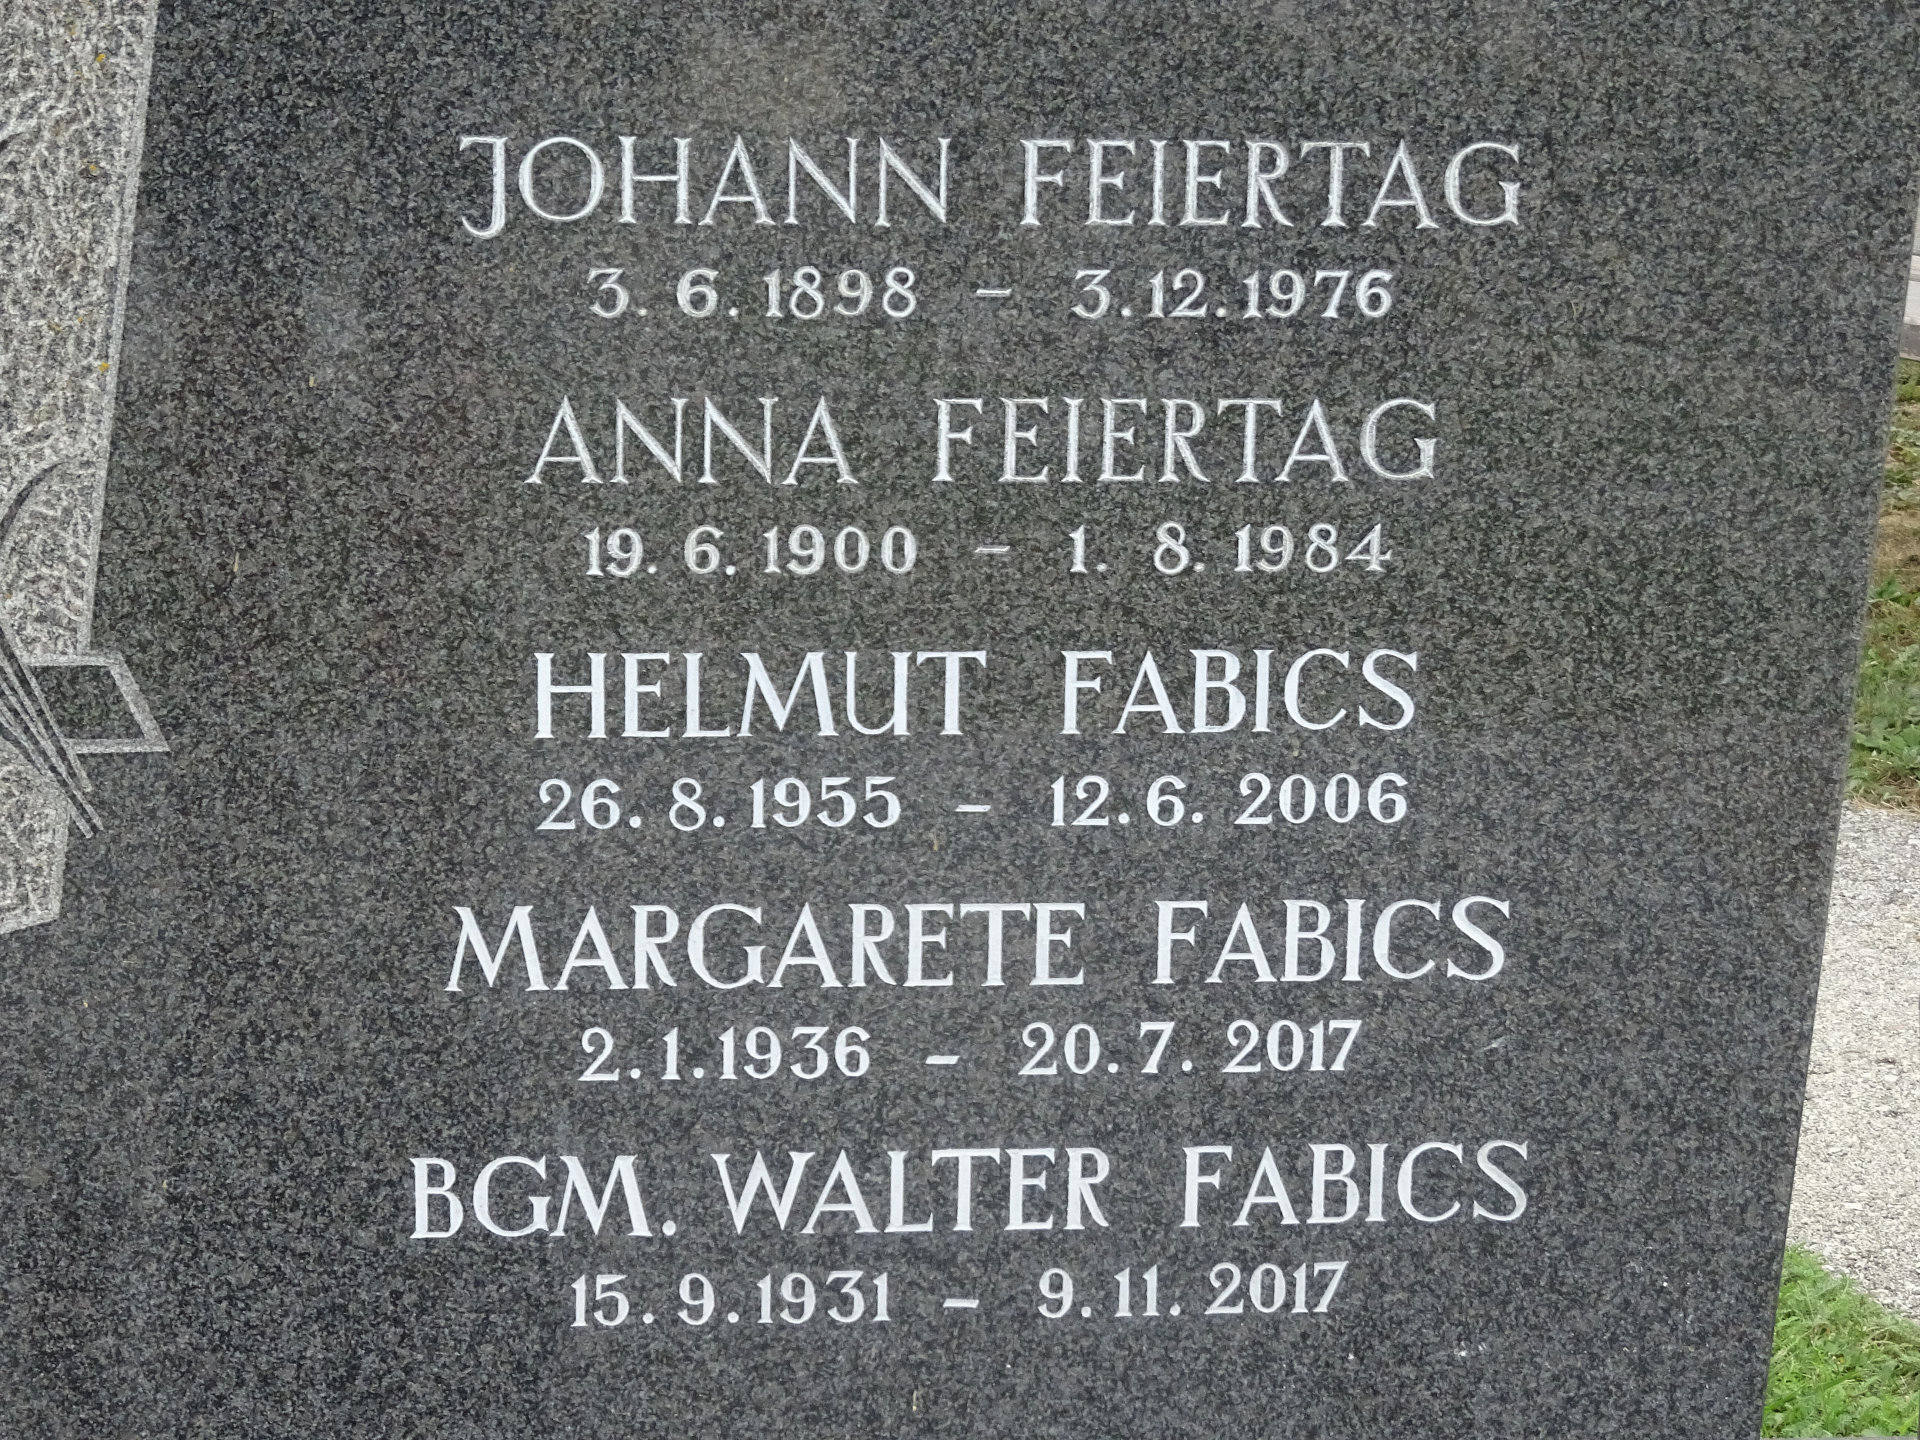 JOHANN FEIERTAG
3. 6. 1898 – 3. 12. 1976
ANNA FEIERTAG
19. 6. 1900 – 1. 8. 1984
HELMUT FABICS
26. 8. 1955 – 12. 6. 2006
MARGARETE FABICS
2. 1. 1936 – 20. 7. 2017
BGM. WALTER FABICS
15. 9. 1931 – 9. 11. 2017